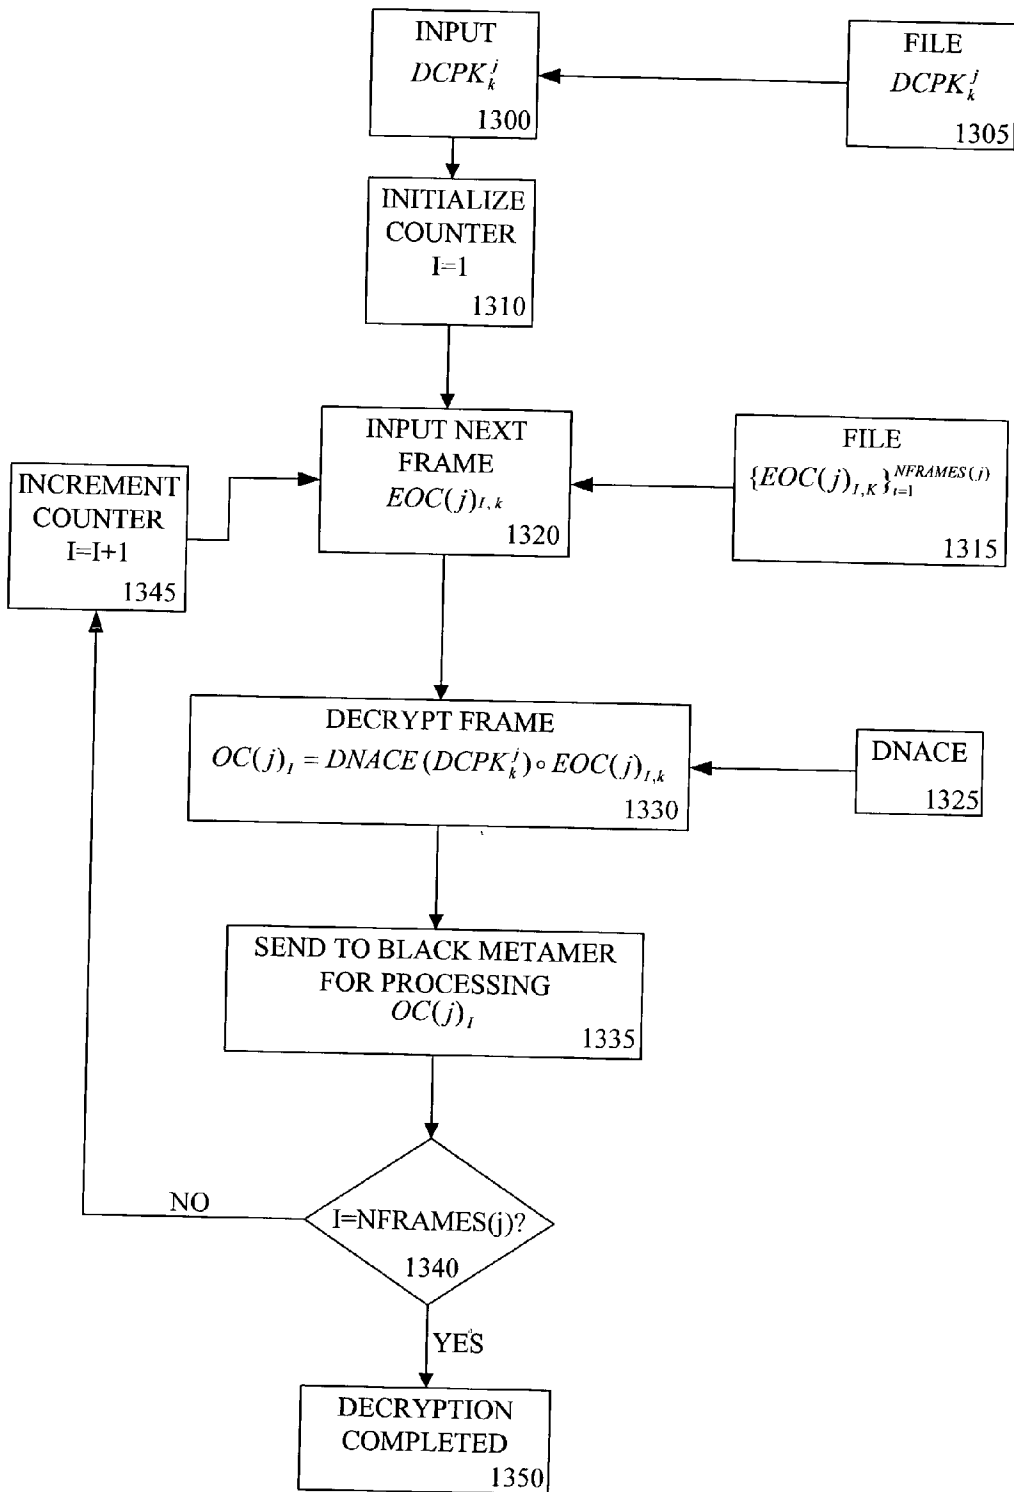 INPUT
DCPK_k^j
1300
FILE
DCPK_k^j
1305
INITIALIZE
COUNTER
I=1
1310
INPUT NEXT
FRAME
EOC(j)_{I,k}
1320
FILE
{EOC(j)_{I,K}}_{i=1}^{NFRAMES(j)}
1315
INCREMENT
COUNTER
I=I+1
1345
DECRYPT FRAME
OC(j)_I = DNACE(DCPK_k^j)∘EOC(j)_{I,k}
1330
DNACE
1325
SEND TO BLACK METAMER
FOR PROCESSING
OC(j)_I
1335
NO
I=NFRAMES(j)?
1340
YES
DECRYPTION
COMPLETED
1350